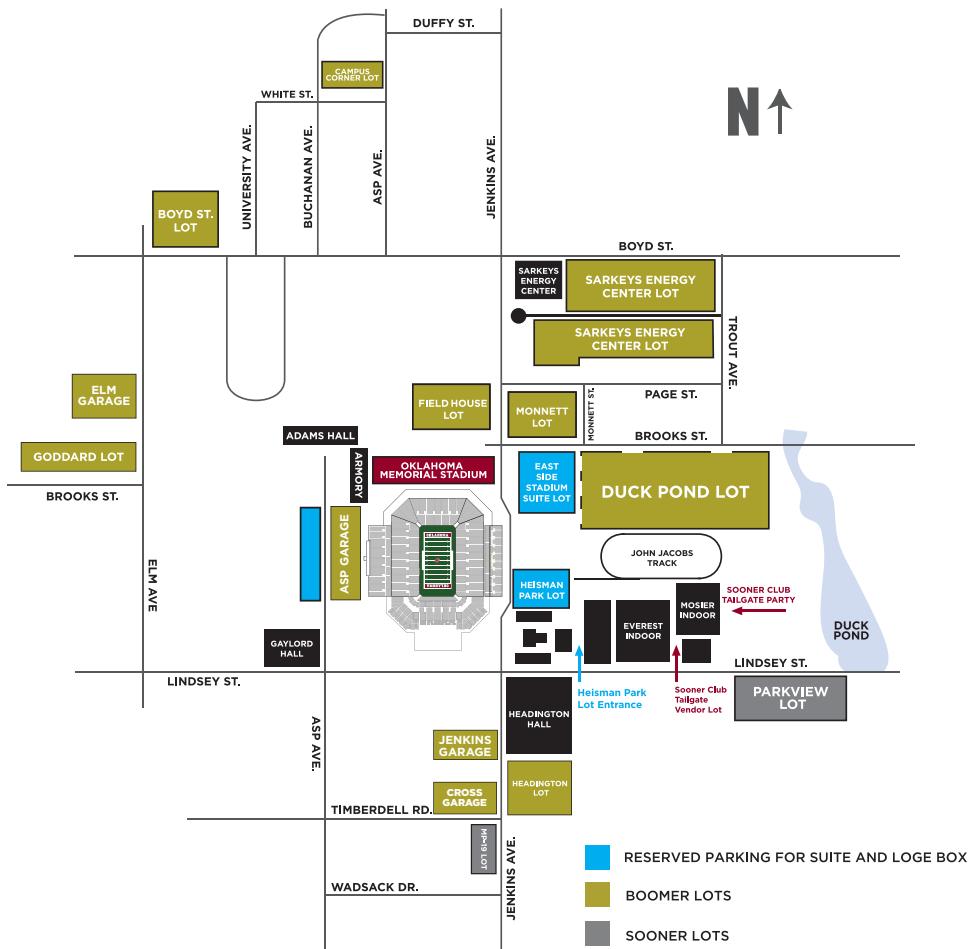 DUFFY ST.
CAMPUS
CORNER LOT
WHITE ST.
N
UNIVERSITY AVE.
BUCHANAN AVE.
ASP AVE.
JENKINS AVE.
BOYD ST.
LOT
BOYD ST.
SARKEYS
ENERGY
CENTER
SARKEYS ENERGY
CENTER LOT
SARKEYS ENERGY
CENTER LOT
TROUT AVE.
ELM
GARAGE
FIELD HOUSE
LOT
MONNETT
LOT
MONNETT ST.
PAGE ST.
ADAMS HALL
BROOKS ST.
GODDARD LOT
ARMORY
OKLAHOMA
MEMORIAL STADIUM
EAST
SIDE
STADIUM
SUITE LOT
DUCK POND LOT
BROOKS ST.
ASP GARAGE
OKLAHOMA
JOHN JACOBS
TRACK
ELM AVE
HEISMAN
PARK LOT
SOONER CLUB
TAILGATE PARTY
MOSIER
INDOOR
EVEREST
INDOOR
DUCK
POND
GAYLORD
HALL
LINDSEY ST.
LINDSEY ST.
Heisman Park
Lot Entrance
Sooner Club
Tailgate
Vendor Lot
PARKVIEW
LOT
HEADINGTON
HALL
ASP AVE.
JENKINS
GARAGE
HEADINGTON
LOT
CROSS
GARAGE
TIMBERDELL RD.
MP-19 LOT
JENKINS AVE.
WADSACK DR.
RESERVED PARKING FOR SUITE AND LOGE BOX
BOOMER LOTS
SOONER LOTS